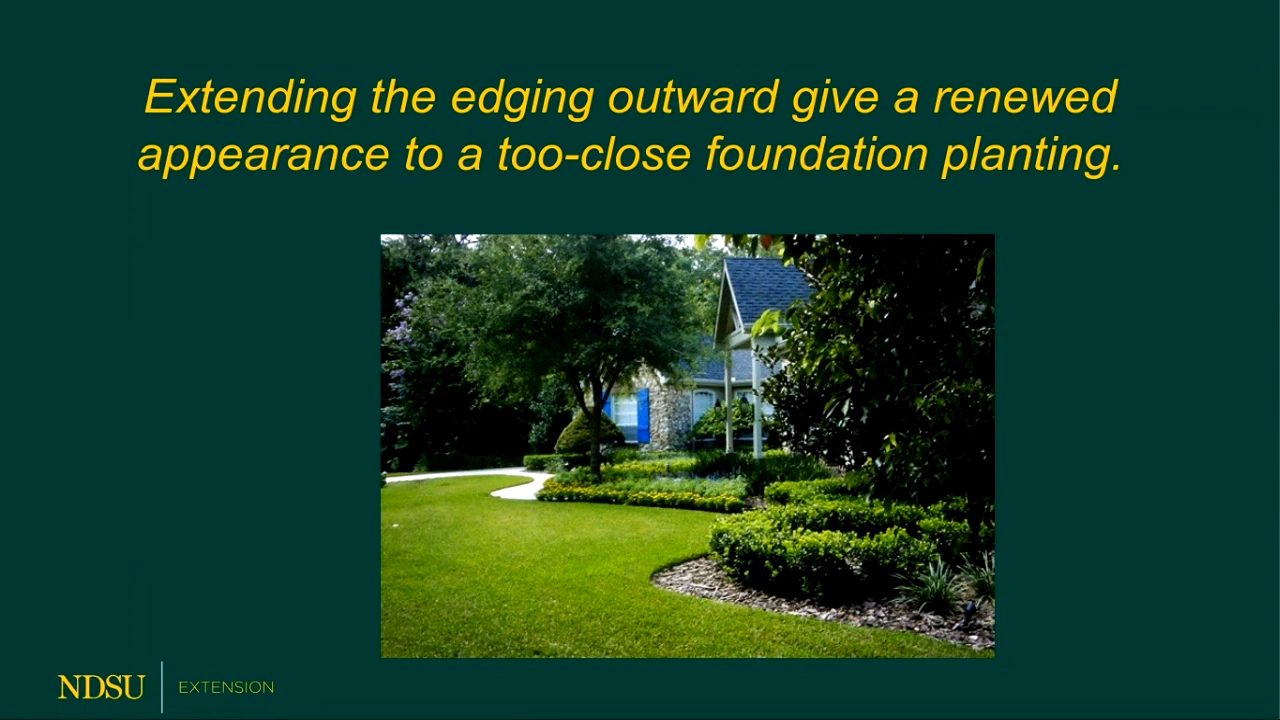 Extending the edging outward give a renewed
appearance to a too-close foundation planting.
NDSU EXTENSION